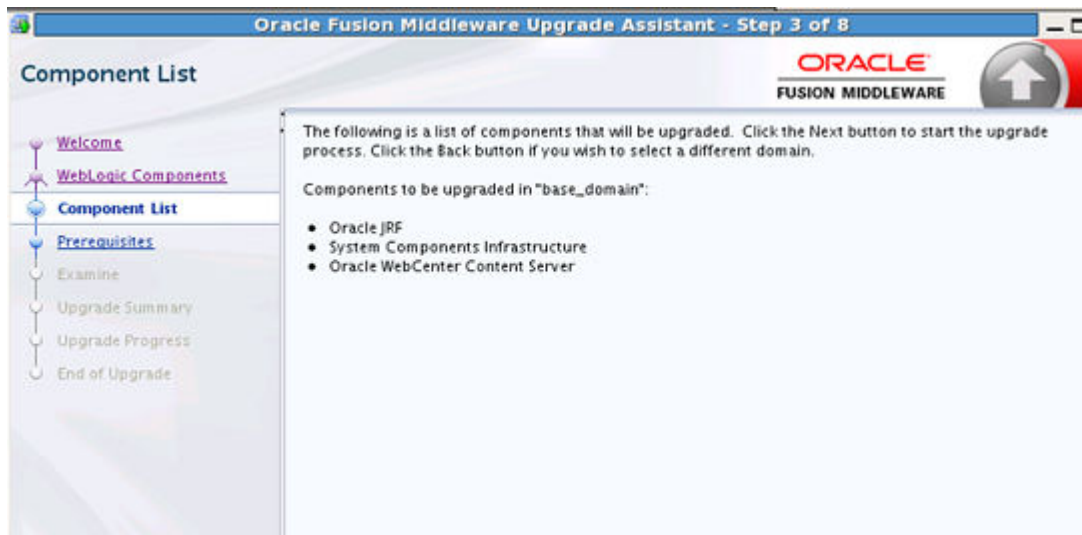 Oracle Fusion Middleware Upgrade Assistant - Step 3 of 8
Component List
ORACLE
FUSION MIDDLEWARE
Welcome
WebLogic Components
Component List
Prerequisites
Examine
Upgrade Summary
Upgrade Progress
End of Upgrade
The following is a list of components that will be upgraded. Click the Next button to start the upgrade
process. Click the Back button if you wish to select a different domain.
Components to be upgraded in "base_domain":
● Oracle JRF
● System Components Infrastructure
● Oracle WebCenter Content Server